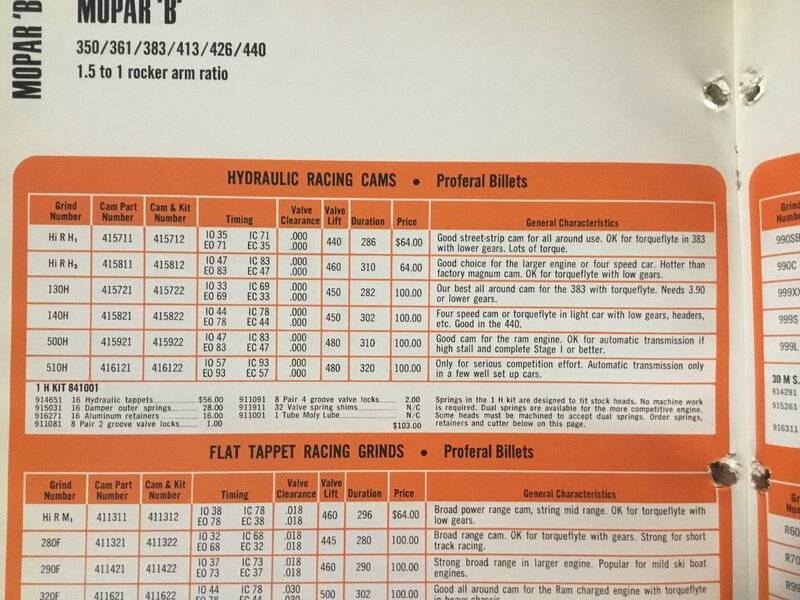 MOPAR 'B'
MOPAR 'B'
350/361/383/413/426/440
1.5 to 1 rocker arm ratio
HYDRAULIC RACING CAMS • Proferal Billets
Grind Number Cam Part Number Cam & Kit Number Timing Valve Clearance Valve Lift Duration Price General Characteristics
Hi R H₁ 415711 415712 IO 35 IC 71 .000 440 286 $64.00 Good street-strip cam for all around use. OK for torqueflyte in 383
EO 71 EC 35 .000 with lower gears. Lots of torque.
Hi R H₂ 415811 415812 IO 47 IC 83 .000 460 310 64.00 Good choice for the larger engine or four speed car. Hotter than
EO 83 EC 47 .000 factory magnum cam. OK for torqueflyte with low gears.
130H 415721 415722 IO 33 IC 69 .000 450 282 100.00 Our best all around cam for the 383 with torqueflyte. Needs 3.90
EO 69 EC 33 .000 or lower gears.
140H 415821 415822 IO 44 IC 78 .000 450 302 100.00 Four speed cam or torqueflyte in light car with low gears, headers,
EO 78 EC 44 .000 etc. Good in the 440.
500H 415921 415922 IO 47 IC 83 .000 480 310 100.00 Good cam for the ram engine. OK for automatic transmission if
EO 83 EC 47 .000 high stall and complete Stage I or better.
510H 416121 416122 IO 57 IC 93 .000 480 320 100.00 Only for serious competition effort. Automatic transmission only
EO 93 EC 57 .000 in a few well set up cars.
1 H KIT 841001
914651 16 Hydraulic tappets $56.00 911091 8 Pair 4 groove valve locks 2.00 Springs in the 1 H kit are designed to fit stock heads. No machine work
915031 16 Damper outer springs 28.00 911911 32 Valve spring shims N/C is required. Dual springs are available for the more competitive engine.
916271 16 Aluminum retainers 16.00 911001 1 Tube Moly Lube N/C Some heads must be machined to accept dual springs. Order springs,
911081 8 Pair 2 groove valve locks 1.00 $103.00 retainers and cutter below on this page.
FLAT TAPPET RACING GRINDS • Proferal Billets
Grind Number Cam Part Number Cam & Kit Number Timing Valve Clearance Valve Lift Duration Price General Characteristics
Hi R M₁ 411311 411312 IO 38 IC 78 .018 460 296 $64.00 Broad power range cam, string mid range. OK for torqueflyte with
EO 78 EC 38 .018 low gears.
280F 411321 411322 IO 32 IC 68 .018 445 280 100.00 Broad range cam. OK for torqueflyte with gears. Strong for short
EO 68 EC 32 .018 track racing.
290F 411421 411422 IO 37 IC 73 .018 460 290 100.00 Strong broad range in larger engine. Popular for mild ski boat
EO 73 EC 37 .018 engines.
320F 411621 411622 IO 44 IC 78 .030 500 302 100.00 Good all around cam for the Ram charged engine with torqueflyte
990SB
990C
999S
999L
30 M S
914291
915261
916311